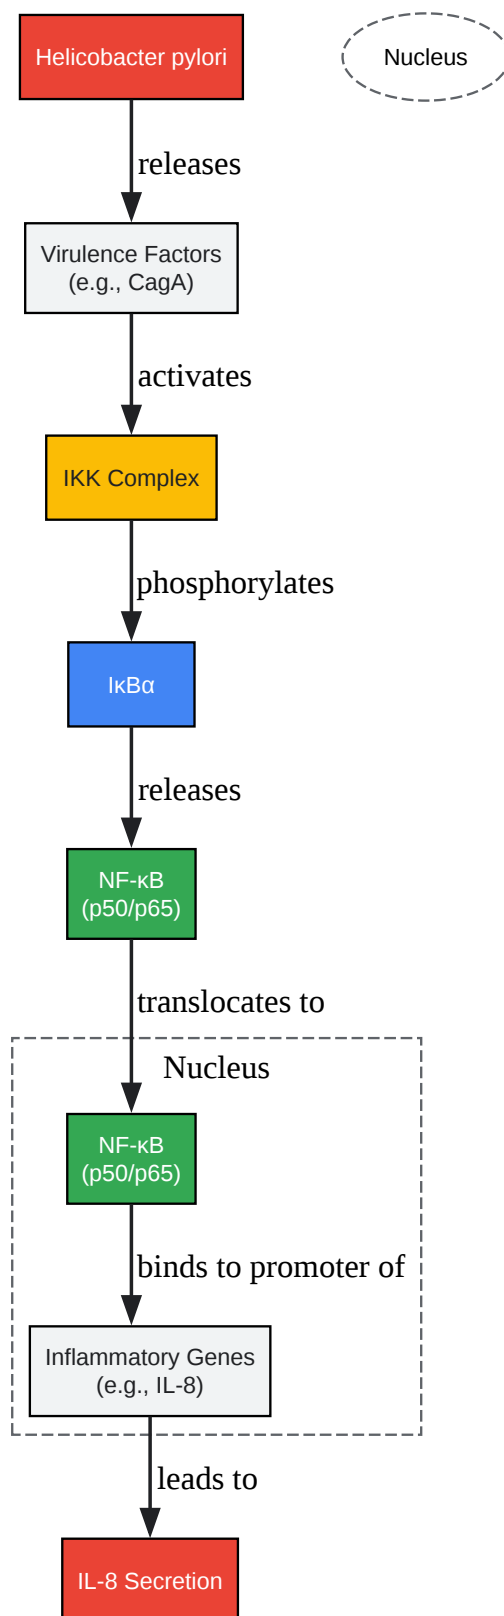 Helicobacter pylori
Nucleus
releases
Virulence Factors
(e.g., CagA)
activates
IKK Complex
phosphorylates
IκBα
releases
NF-κB
(p50/p65)
translocates to
Nucleus
NF-κB
(p50/p65)
binds to promoter of
Inflammatory Genes
(e.g., IL-8)
leads to
IL-8 Secretion